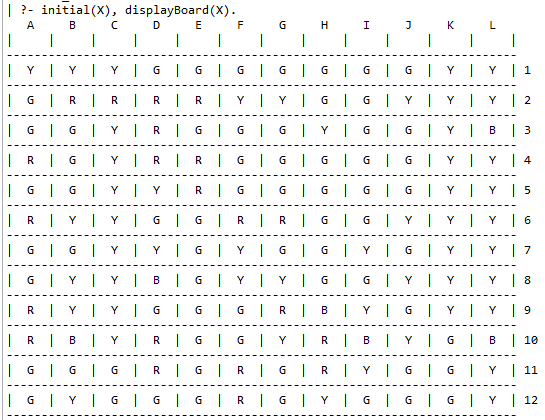 | ?- initial(X), displayBoard(X).
A B C D E F G H I J K L
| | | | | | | | | | | | |
------------------------------------------------------------------------
| Y | Y | Y | G | G | G | G | G | G | G | Y | Y | 1
------------------------------------------------------------------------
| G | R | R | R | R | Y | Y | G | G | Y | Y | Y | 2
------------------------------------------------------------------------
| G | G | Y | R | G | G | G | Y | G | G | Y | B | 3
------------------------------------------------------------------------
| R | G | Y | R | R | G | G | G | G | G | Y | Y | 4
------------------------------------------------------------------------
| G | G | Y | Y | R | G | G | G | G | G | Y | Y | 5
------------------------------------------------------------------------
| R | Y | Y | G | G | R | R | G | G | Y | Y | Y | 6
------------------------------------------------------------------------
| G | G | Y | Y | G | Y | G | G | Y | G | Y | Y | 7
------------------------------------------------------------------------
| G | Y | Y | B | G | Y | Y | G | G | Y | Y | Y | 8
------------------------------------------------------------------------
| R | Y | Y | G | G | G | R | B | Y | G | Y | Y | 9
------------------------------------------------------------------------
| R | B | Y | R | G | G | Y | R | B | Y | G | B | 10
------------------------------------------------------------------------
| G | G | G | R | G | R | G | R | Y | G | G | Y | 11
------------------------------------------------------------------------
| G | Y | G | G | G | R | G | Y | G | G | G | Y | 12
------------------------------------------------------------------------